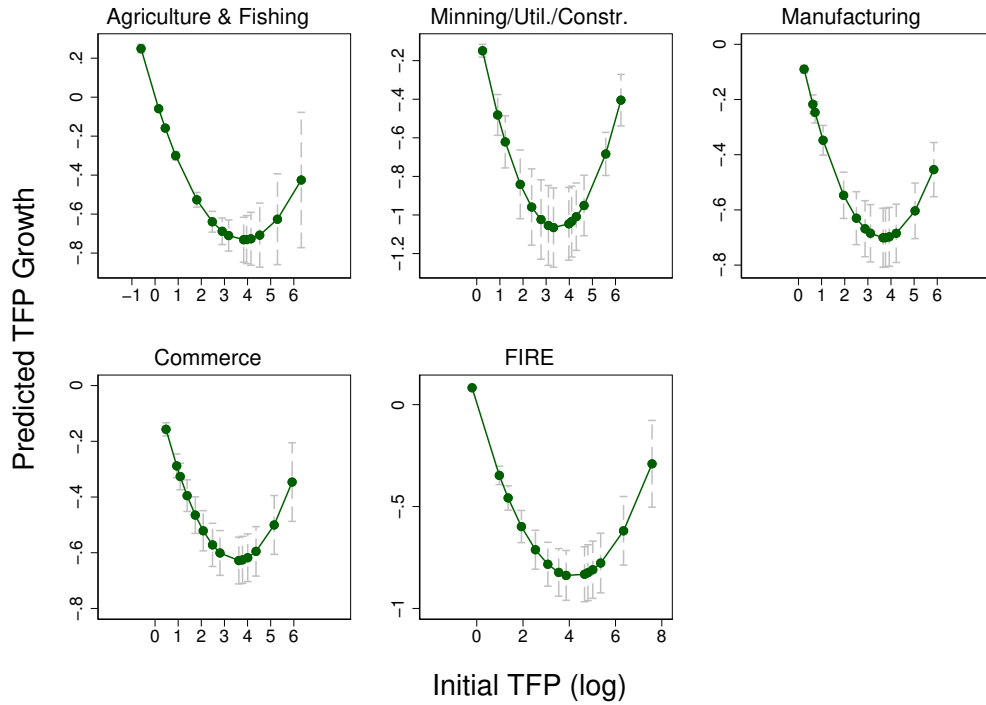 Agriculture & Fishing
Minning/Util./Constr.
Manufacturing
.2
0
-.2
-.4
-.6
-.8
-1 0 1 2 3 4 5 6
-.2
-.4
-.6
-.8
-1
-1.2
0 1 2 3 4 5 6
0
-.2
-.4
-.6
-.8
0 1 2 3 4 5 6
Predicted TFP Growth
Commerce
FIRE
0
-.2
-.4
-.6
-.8
0 1 2 3 4 5 6
0
-.5
-1
0 2 4 6 8
Initial TFP (log)